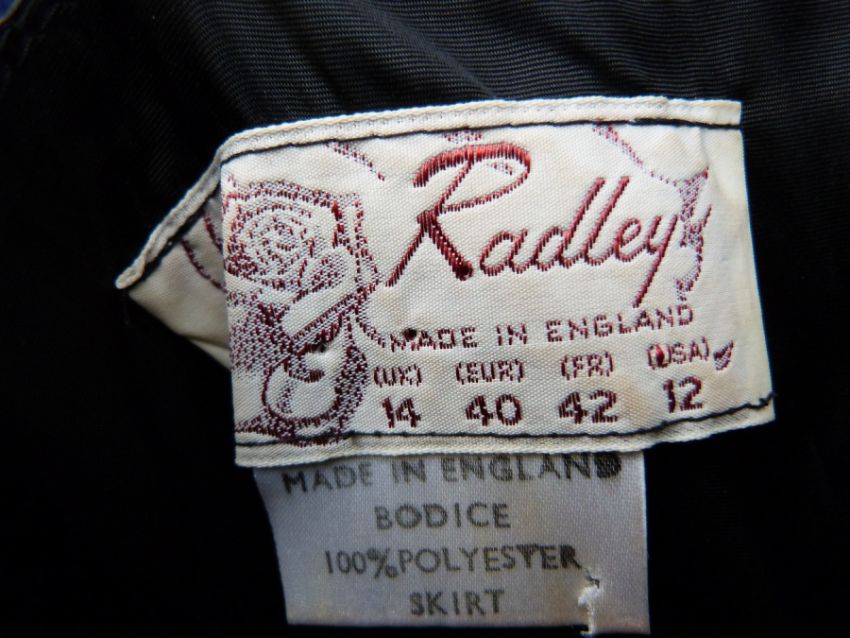 Radley
MADE IN ENGLAND
(UK) (EUR) (FR) (USA)
14 40 42 12
MADE IN ENGLAND
BODICE
100% POLYESTER
SKIRT